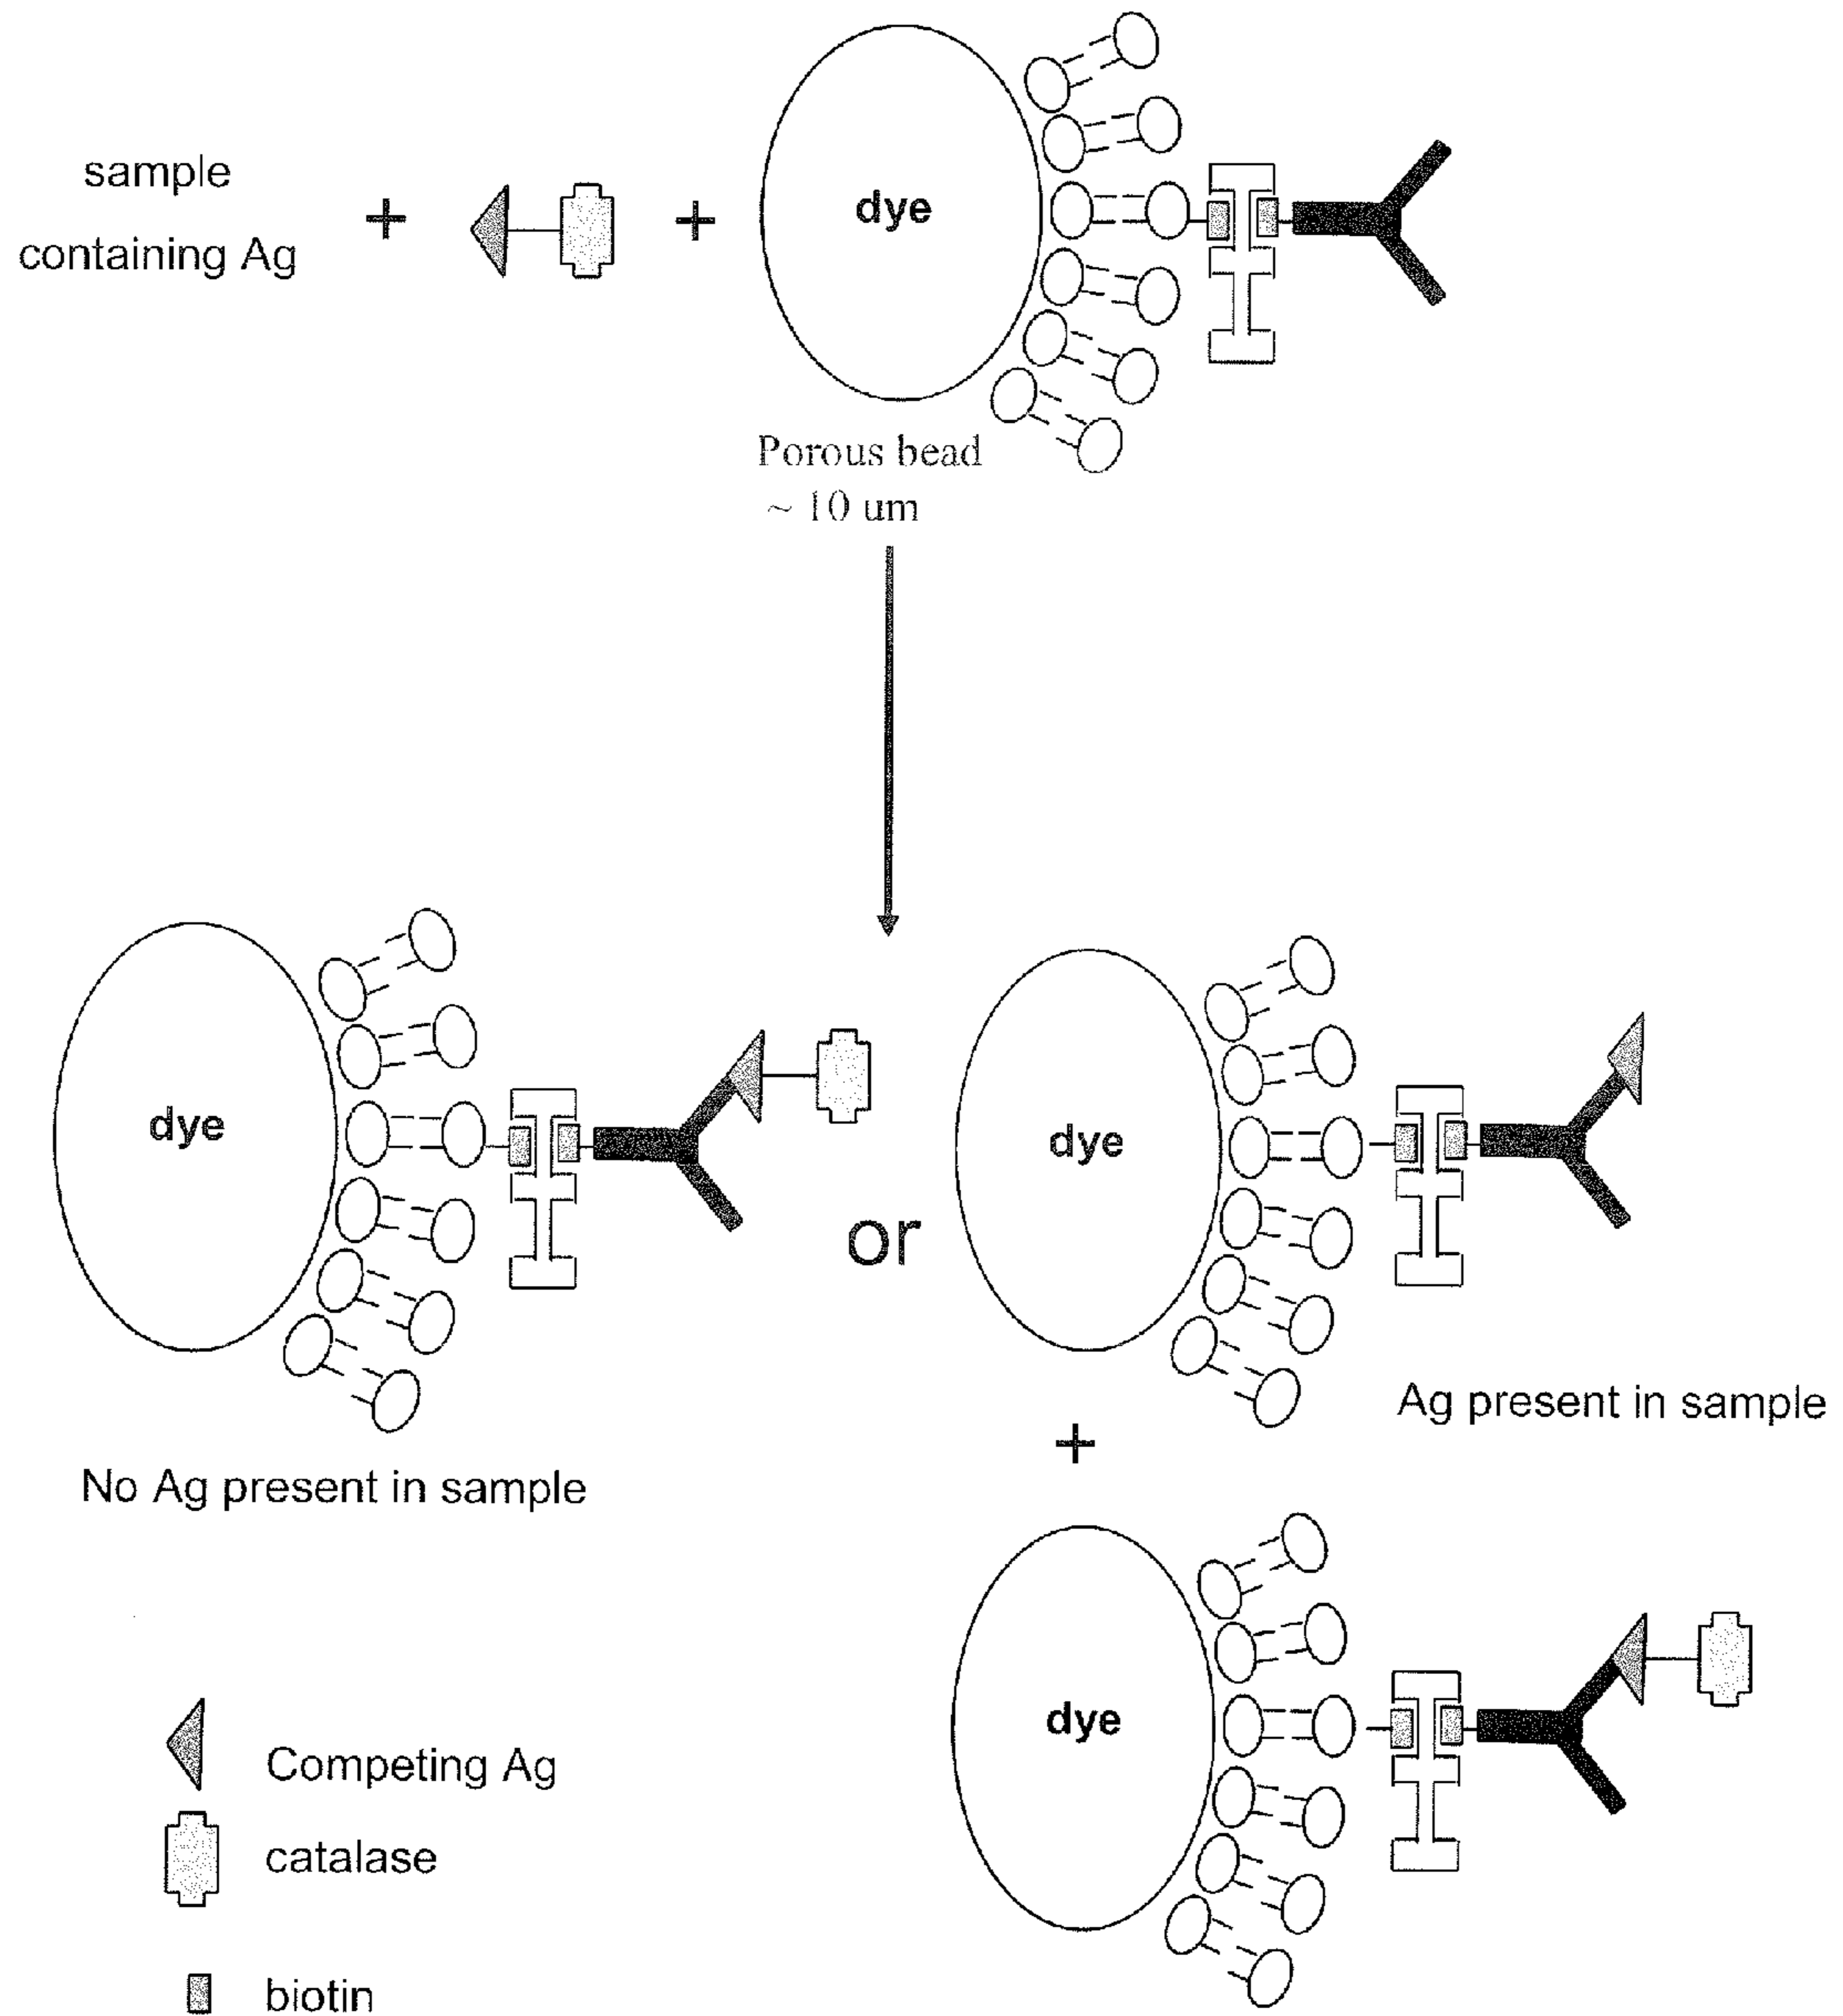 sample
containing Ag
+
+
dye
Porous bead
~ 10 um
dye
dye
or
Ag present in sample
+
No Ag present in sample
dye
Competing Ag
catalase
biotin